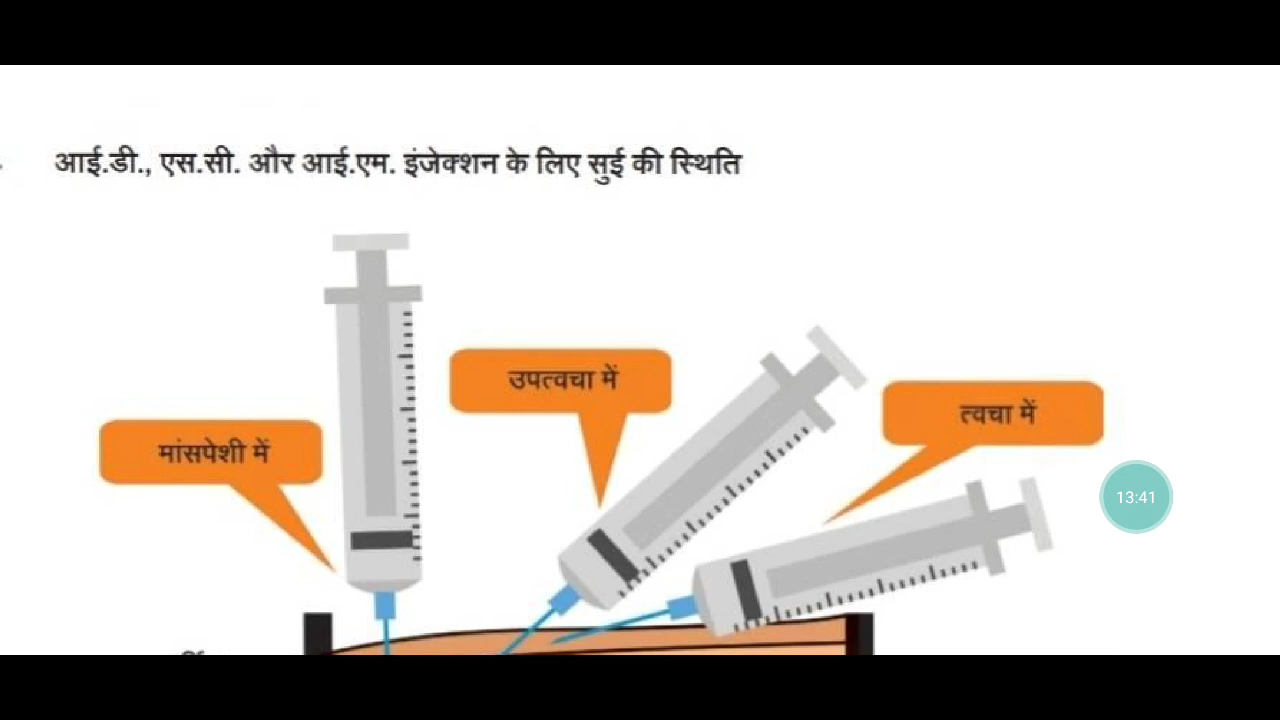 आई.डी., एस.सी. और आई.एम. इंजेक्शन के लिए सुई की स्थिति
उपत्वचा में
त्वचा में
मांसपेशी में
13:41